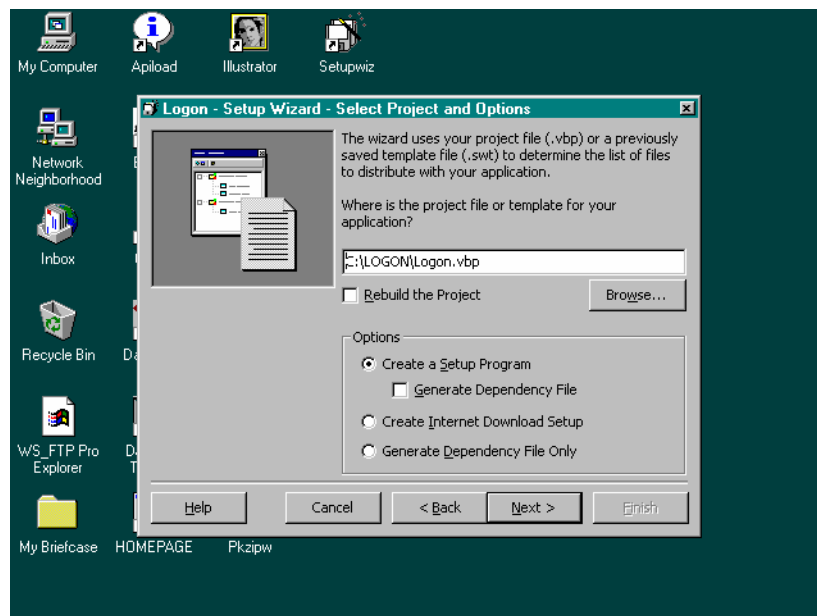 My Computer
Apiload
Illustrator
Setupwiz
Logon - Setup Wizard - Select Project and Options
The wizard uses your project file (.vbp) or a previously
saved template file (.swt) to determine the list of files
to distribute with your application.
Where is the project file or template for your
application?
:\LOGON\Logon.vbp
Rebuild the Project
Browse...
Options
Create a Setup Program
Generate Dependency File
Create Internet Download Setup
Generate Dependency File Only
Help
Cancel
< Back
Next >
Finish
Network
Neighborhood
Inbox
Recycle Bin
WS_FTP Pro
Explorer
My Briefcase
HOMEPAGE
Pkzipw